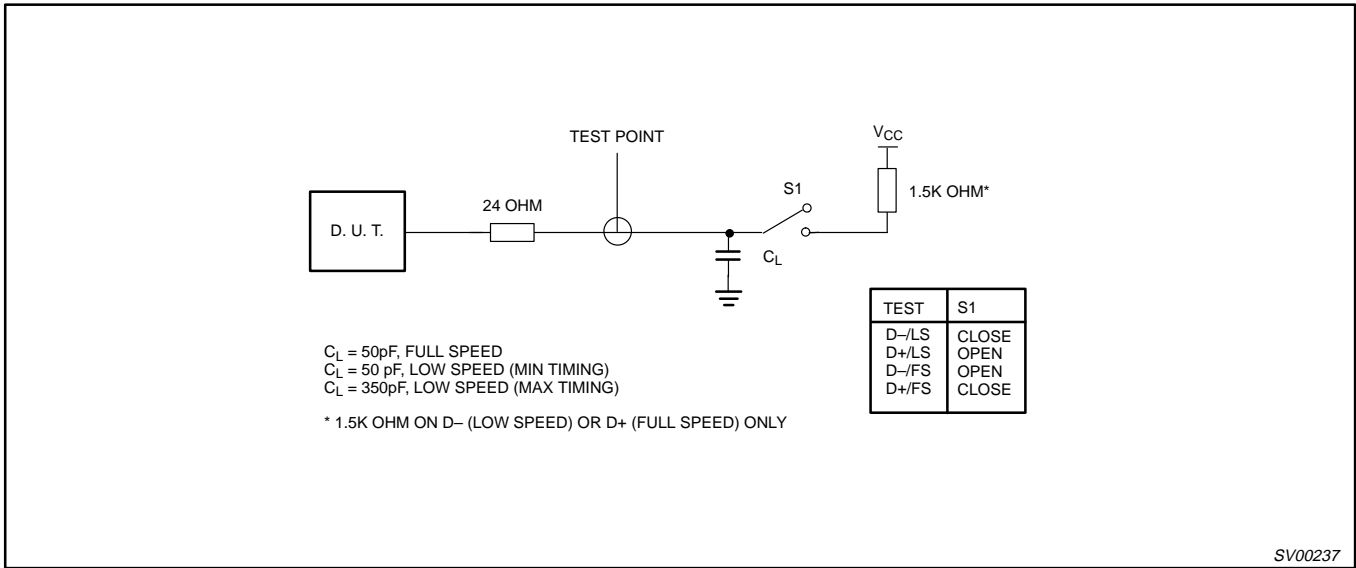 TEST POINT
VCC
S1
1.5K OHM*
24 OHM
D. U. T.
CL
TEST S1
D–/LS CLOSE
D+/LS OPEN
D–/FS OPEN
D+/FS CLOSE
CL = 50pF, FULL SPEED
CL = 50 pF, LOW SPEED (MIN TIMING)
CL = 350pF, LOW SPEED (MAX TIMING)
* 1.5K OHM ON D– (LOW SPEED) OR D+ (FULL SPEED) ONLY
SV00237